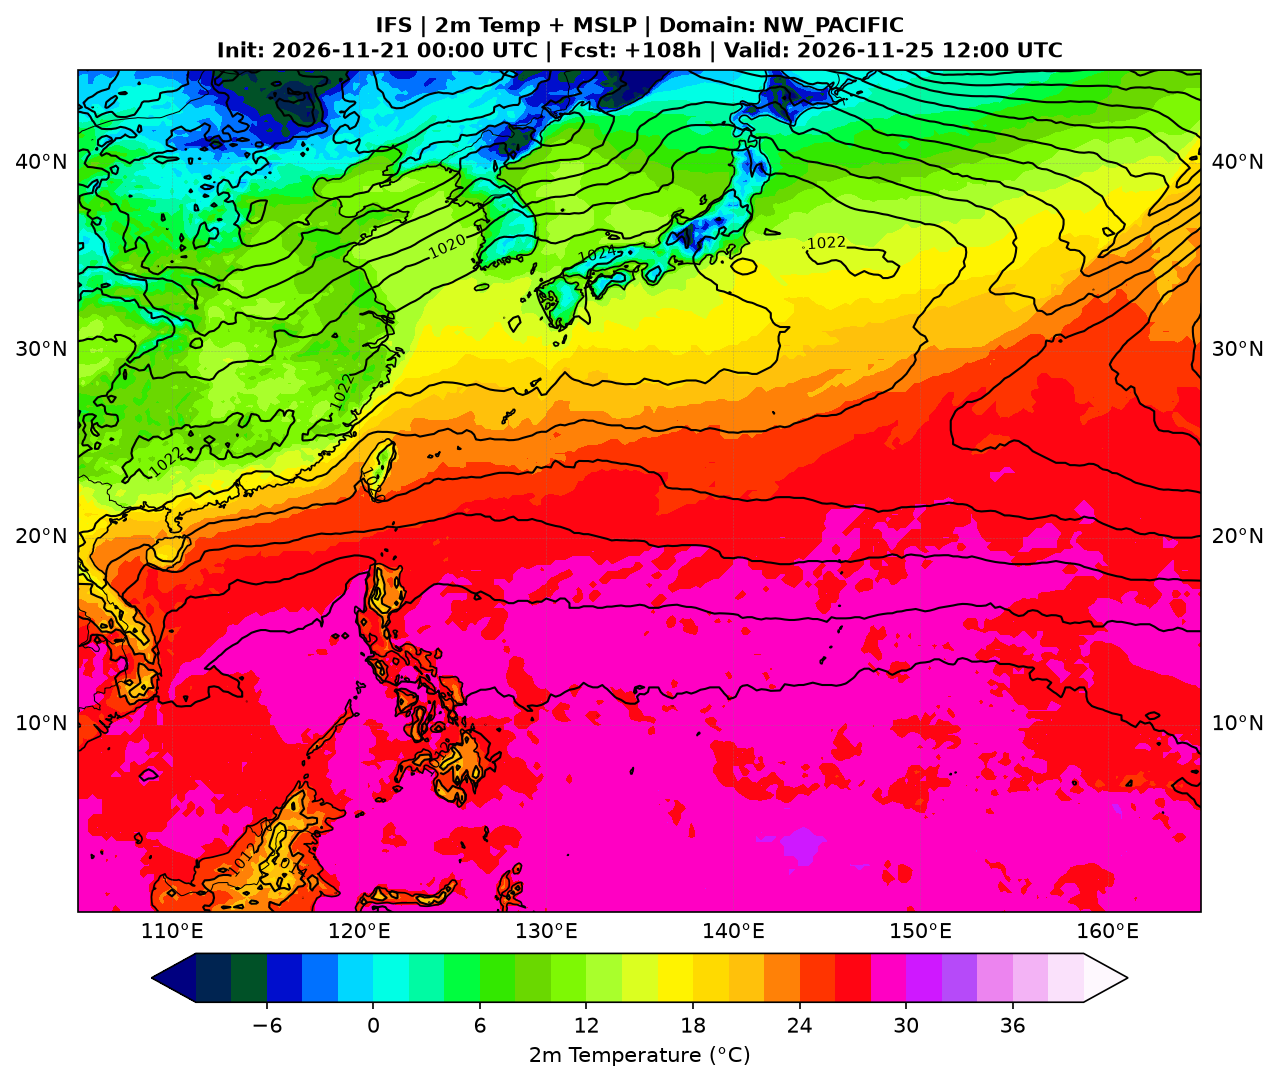 IFS | 2m Temp + MSLP | Domain: NW_PACIFIC
Init: 2026-11-21 00:00 UTC | Fcst: +108h | Valid: 2026-11-25 12:00 UTC
40°N
40°N
1020
1024
1022
30°N
30°N
1022
1022
20°N
20°N
10°N
10°N
1012
110°E
120°E
130°E
140°E
150°E
160°E
−6
0
6
12
18
24
30
36
2m Temperature (°C)